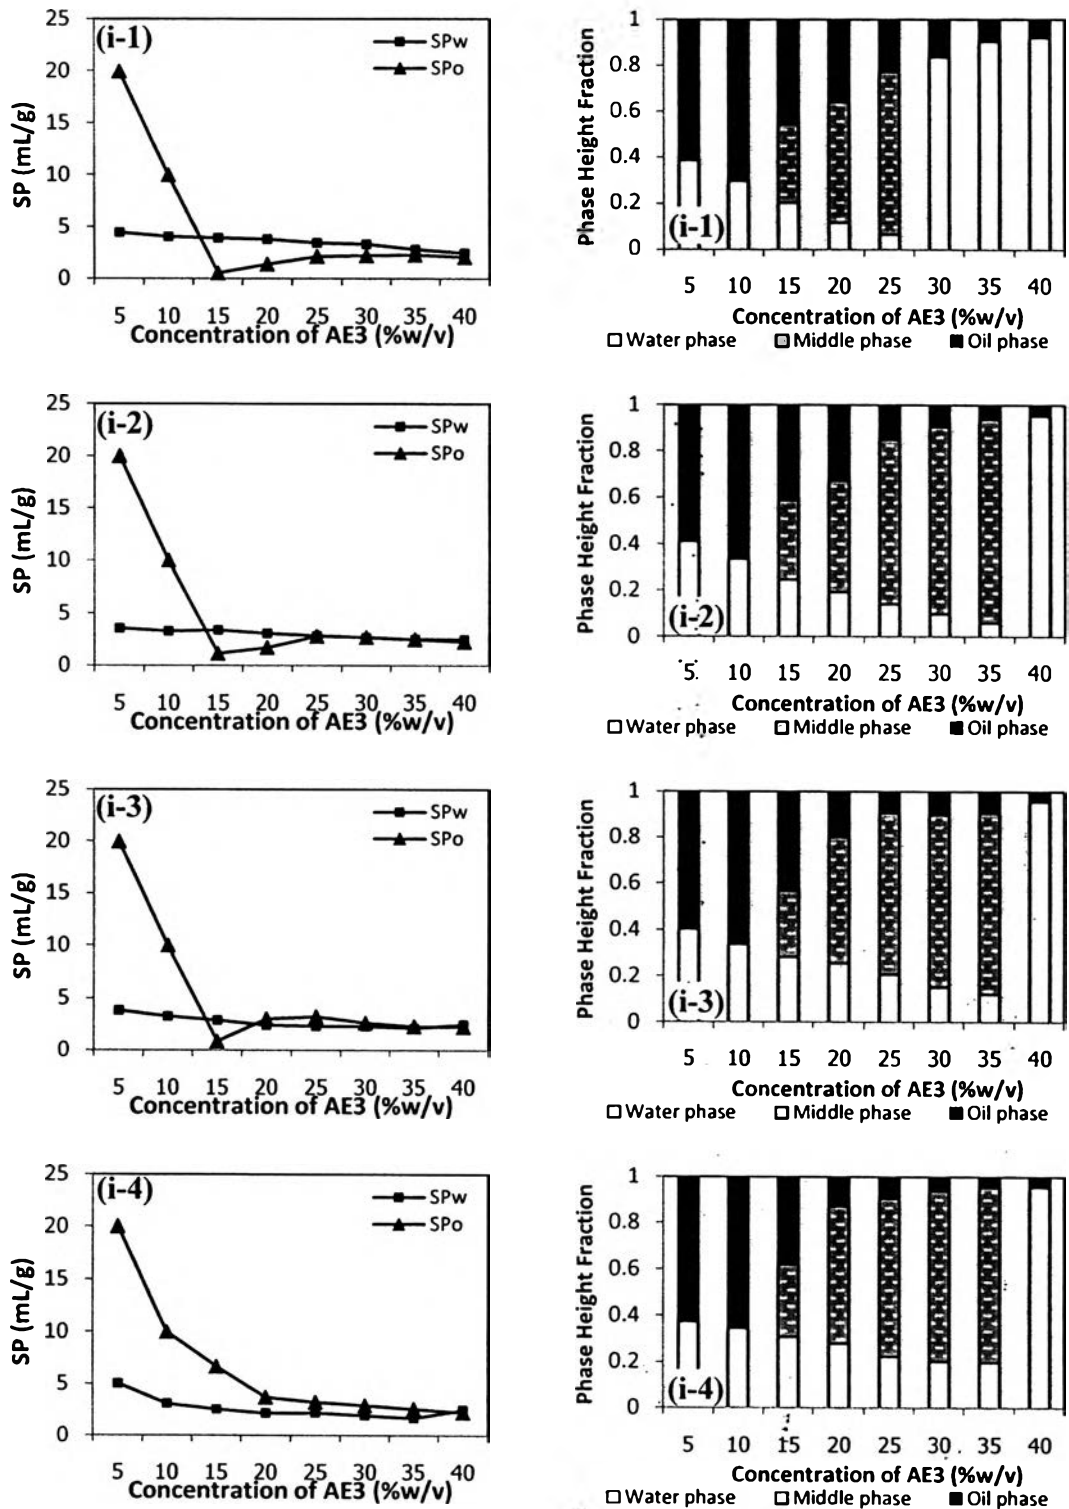 (i-1)
SPw
SPo
SP (mL/g)
25
20
15
10
5
0
5 10 15 20 25 30 35 40
Concentration of AE3 (%w/v)
(i-1)
Phase Height Fraction
1
0.8
0.6
0.4
0.2
0
5 10 15 20 25 30 35 40
Concentration of AE3 (%w/v)
Water phase Middle phase Oil phase
(i-2)
SPw
SPo
SP (mL/g)
25
20
15
10
5
0
5 10 15 20 25 30 35 40
Concentration of AE3 (%w/v)
(i-2)
Phase Height Fraction
1
0.8
0.6
0.4
0.2
0
5 10 15 20 25 30 35 40
Concentration of AE3 (%w/v)
Water phase Middle phase Oil phase
(i-3)
SPw
SPo
SP (mL/g)
25
20
15
10
5
0
5 10 15 20 25 30 35 40
Concentration of AE3 (%w/v)
(i-3)
Phase Height Fraction
1
0.8
0.6
0.4
0.2
0
5 10 15 20 25 30 35 40
Concentration of AE3 (%w/v)
Water phase Middle phase Oil phase
(i-4)
SPw
SPo
SP (mL/g)
25
20
15
10
5
0
5 10 15 20 25 30 35 40
Concentration of AE3 (%w/v)
(i-4)
Phase Height Fraction
1
0.8
0.6
0.4
0.2
0
5 10 15 20 25 30 35 40
Concentration of AE3 (%w/v)
Water phase Middle phase Oil phase